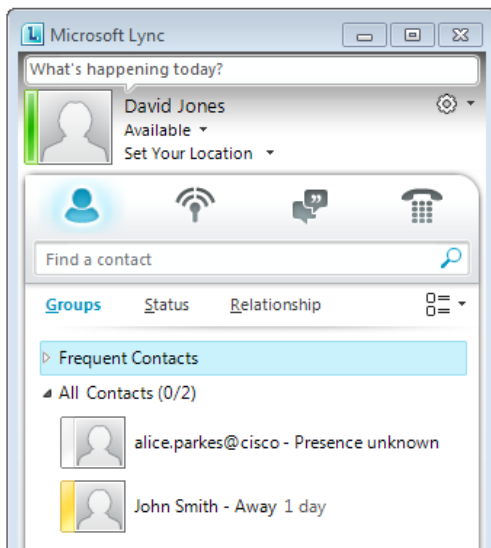 Microsoft Lync
What's happening today?
David Jones
Available
Set Your Location
Find a contact
Groups Status Relationship
Frequent Contacts
All Contacts (0/2)
alice.parkes@cisco - Presence unknown
John Smith - Away 1 day